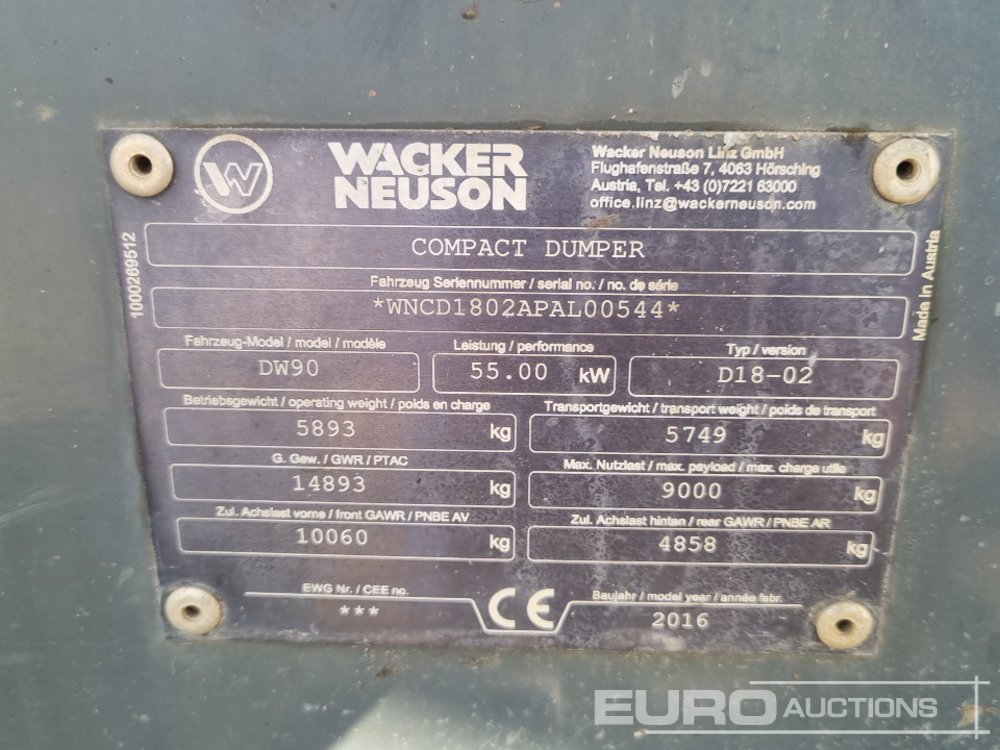 W
WACKER
NEUSON
Wacker Neuson Linz GmbH
Flughafenstraße 7, 4063 Hörsching
Austria, Tel. +43 (0)7221 63000
office.linz@wackerneuson.com
1000269512
COMPACT DUMPER
Made in Austria
Fahrzeug Seriennummer / serial no. / no. de série
*WNCD1802APAL00544*
Fahrzeug-Model / model / modèle
DW90
Leistung / performance
55.00 kW
Typ / version
D18-02
Betriebsgewicht / operating weight / poids en charge
5893 kg
Transportgewicht / transport weight / poids de transport
5749 kg
G. Gew. / GWR / PTAC
14893 kg
Max. Nutzlast / max. payload / max. charge utile
9000 kg
Zul. Achslast vorne / front GAWR / PNBE AV
10060 kg
Zul. Achslast hinten / rear GAWR / PNBE AR
4858 kg
EWG Nr. / CEE no.
***
CE
Baujahr / model year / année fabr.
2016
EURO AUCTIONS